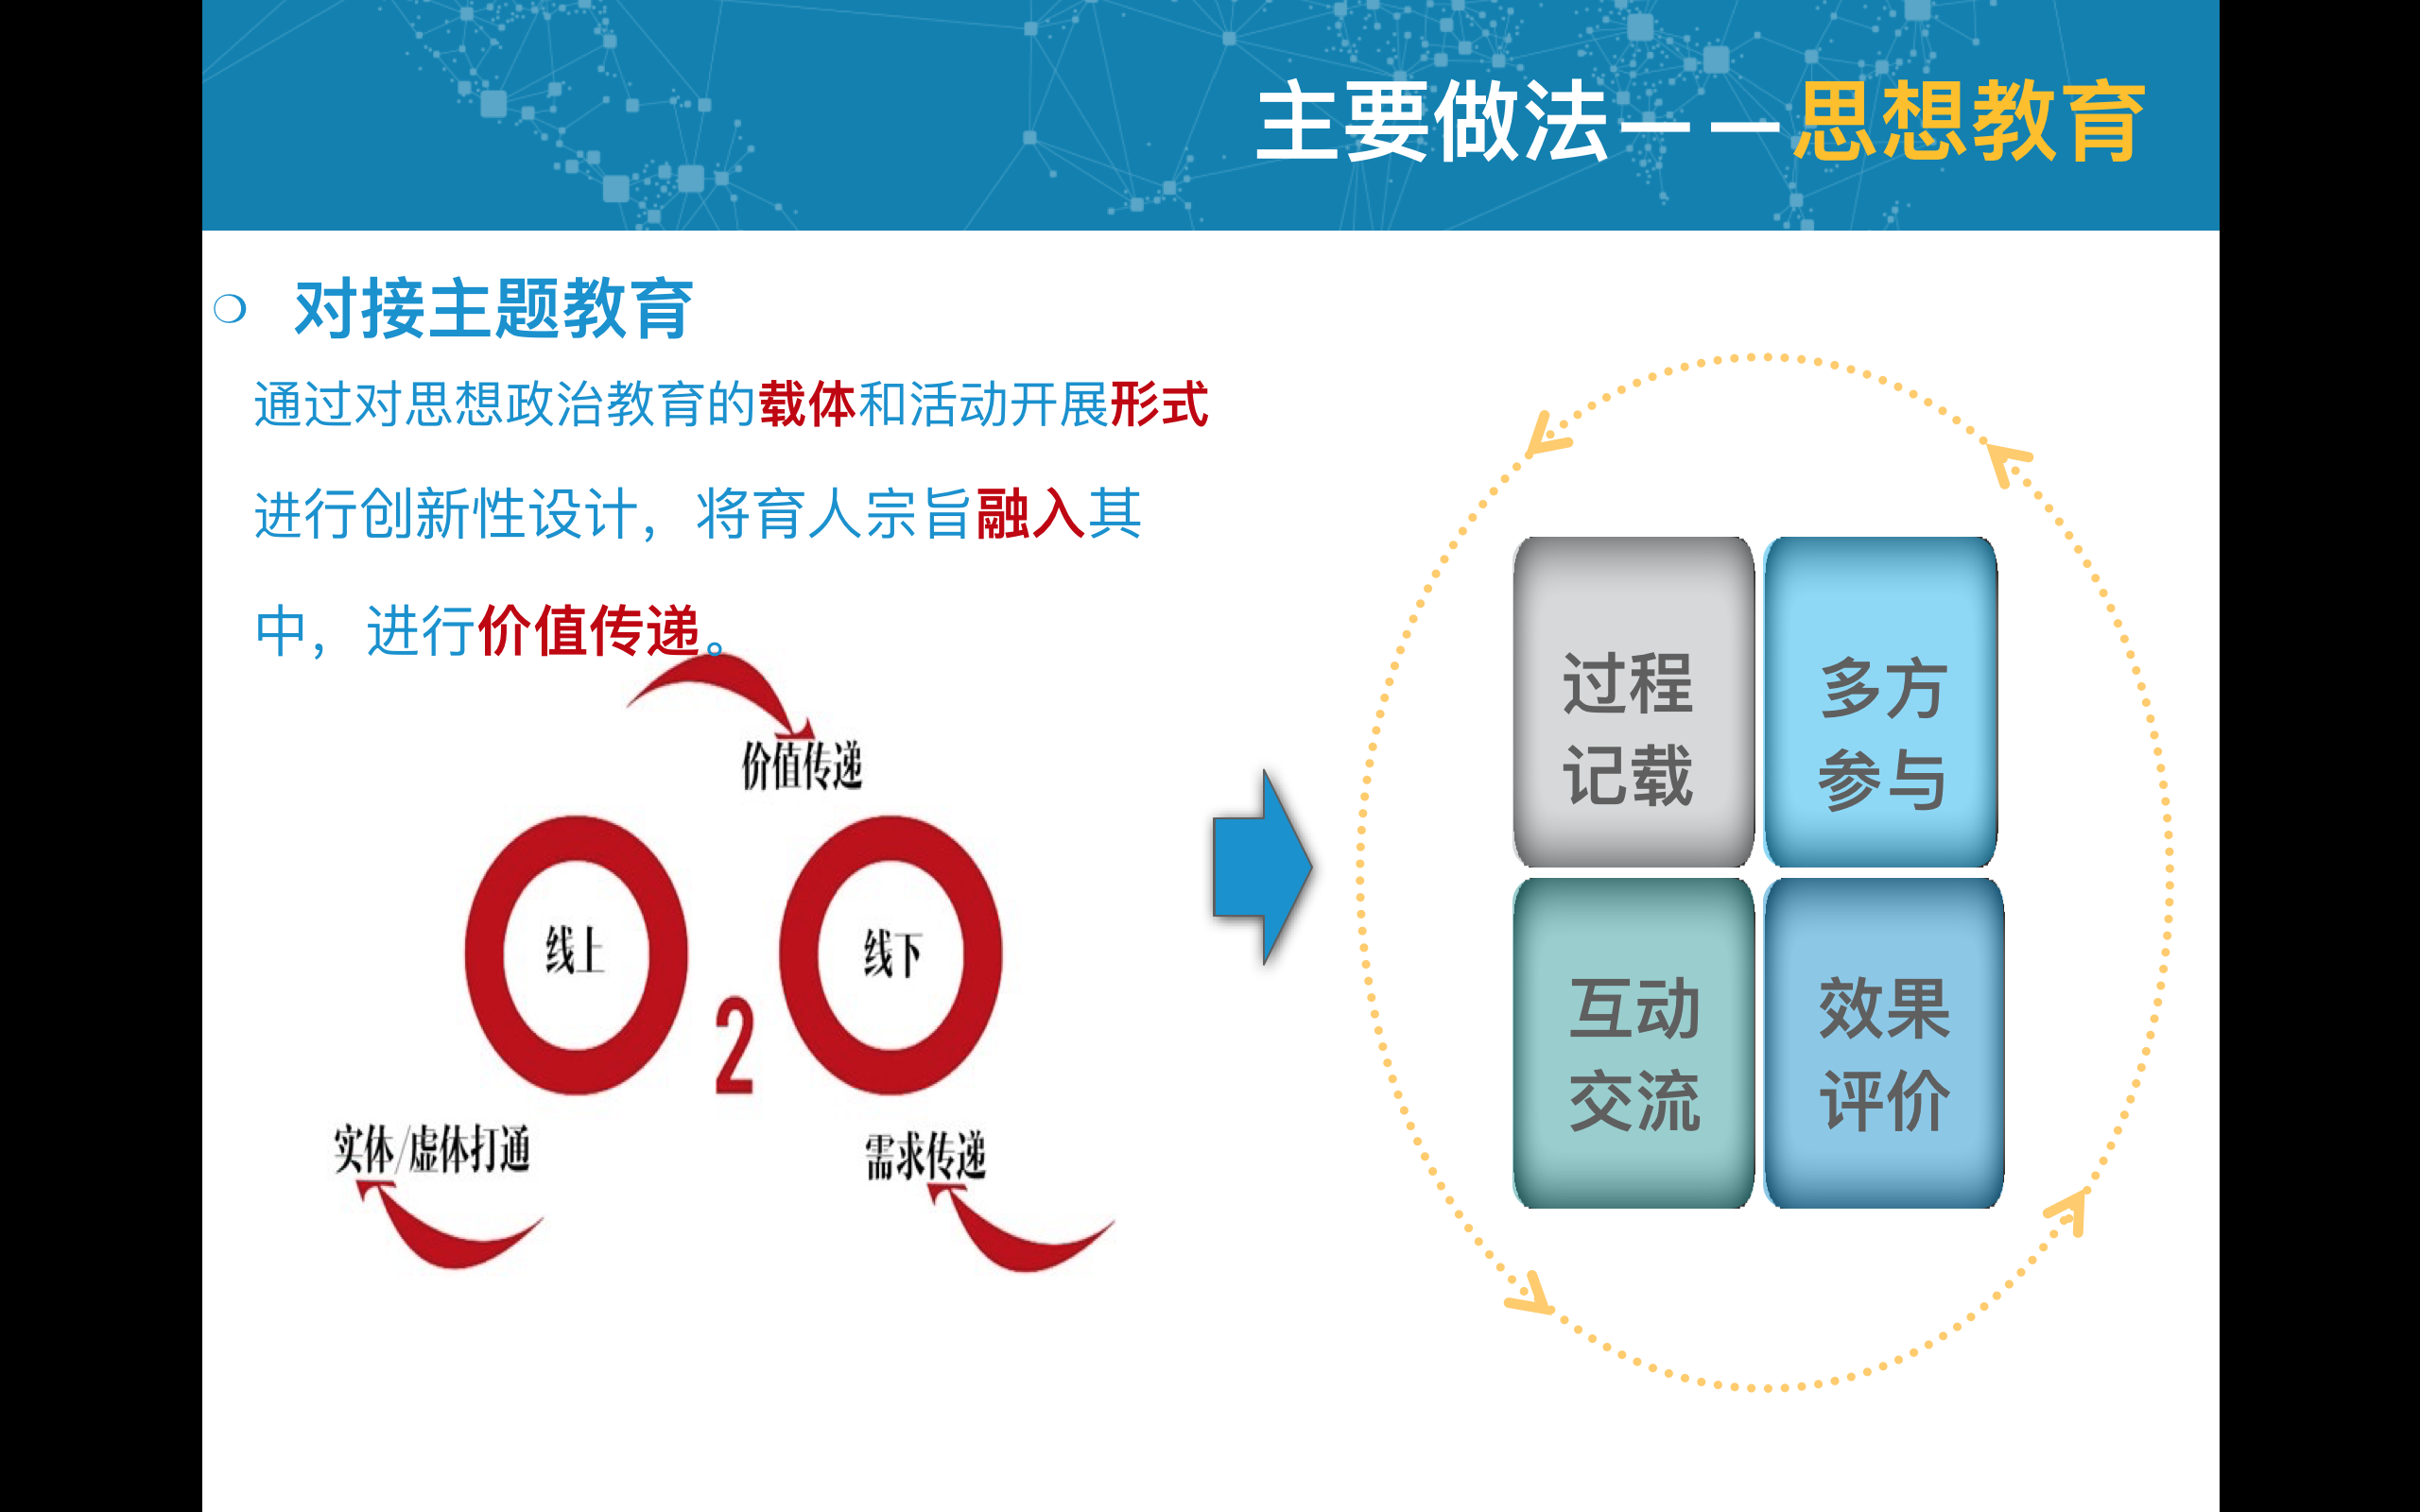 主要做法——思想教育
对接主题教育
通过对思想政治教育的载体和活动开展形式
进行创新性设计，将育人宗旨融入其
中，进行价值传递。
价值传递
线上
2
线下
实体/虚体打通
需求传递
过程
记载
多方
参与
互动
交流
效果
评价